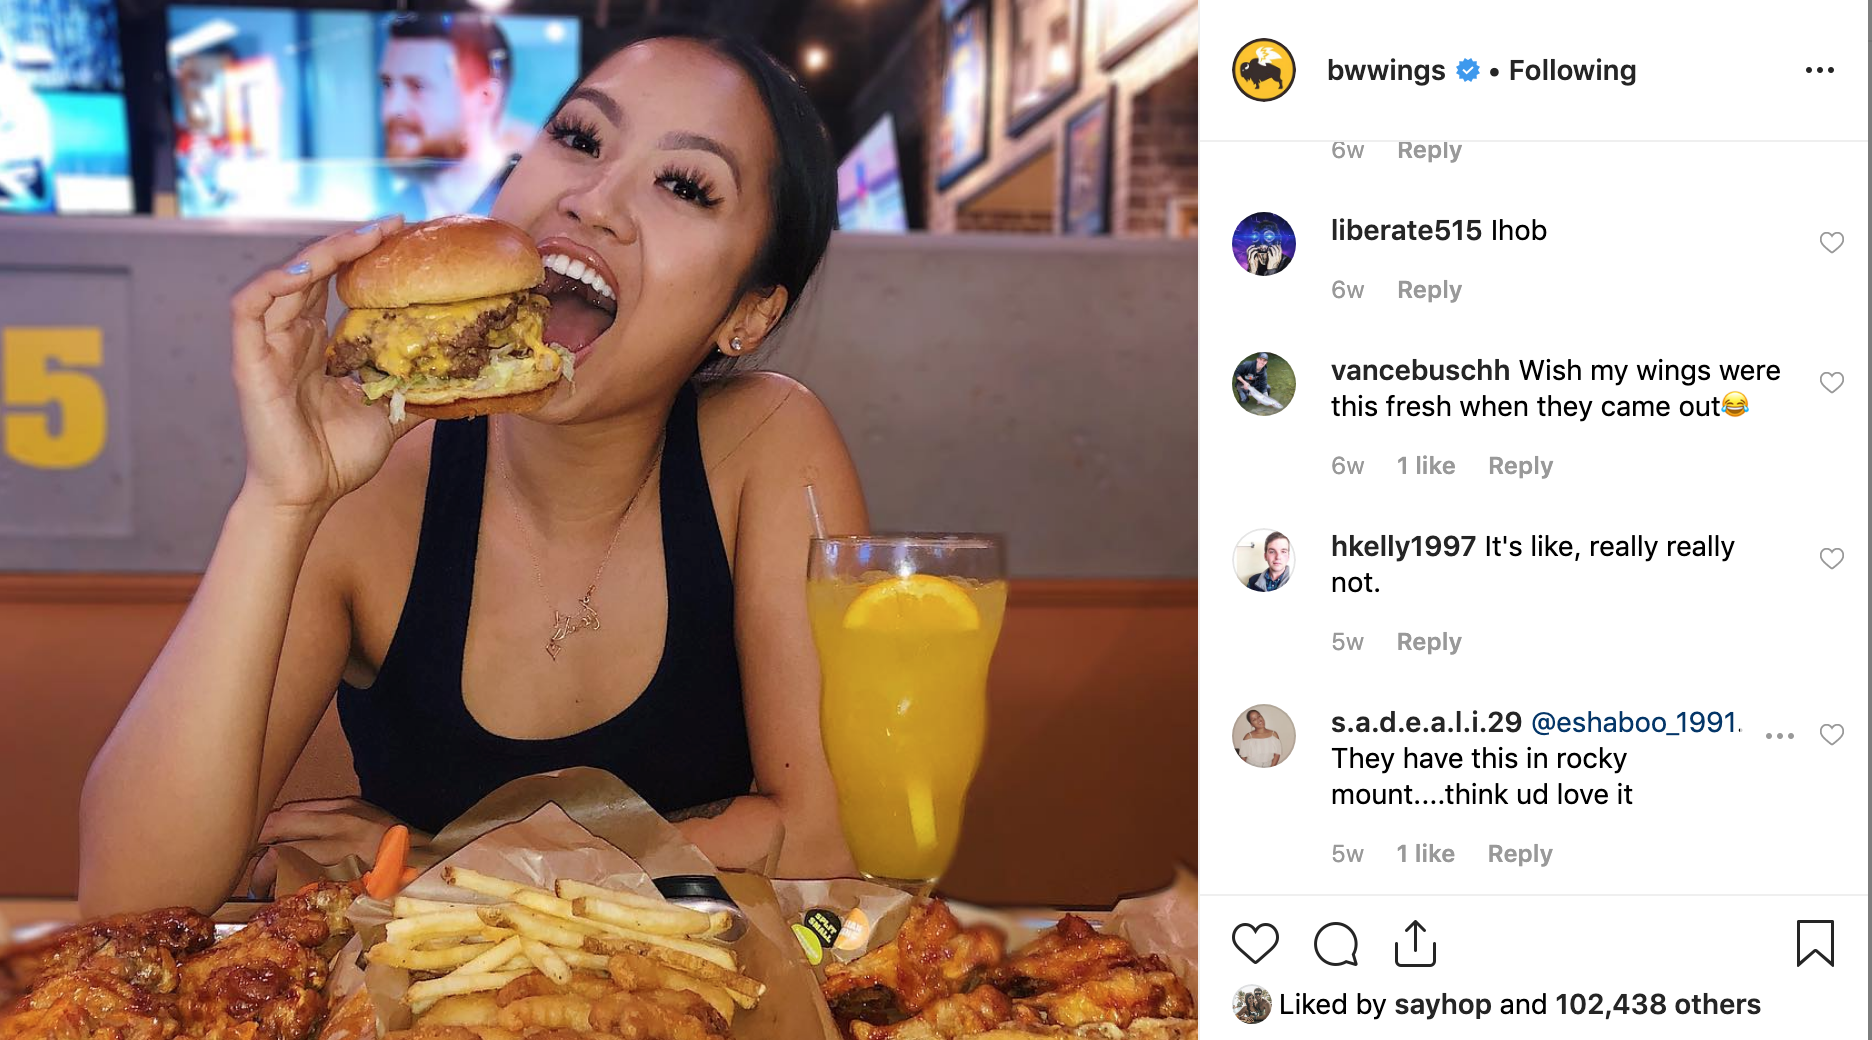 5
SPLIT
SMALL
bwwings • Following
6w Reply
liberate515 Ihob
6w Reply
vancebuschh Wish my wings were
this fresh when they came out😂
6w 1 like Reply
hkelly1997 It's like, really really
not.
5w Reply
s.a.d.e.a.l.i.29 @eshaboo_1991.
They have this in rocky
mount....think ud love it
5w 1 like Reply
Liked by sayhop and 102,438 others